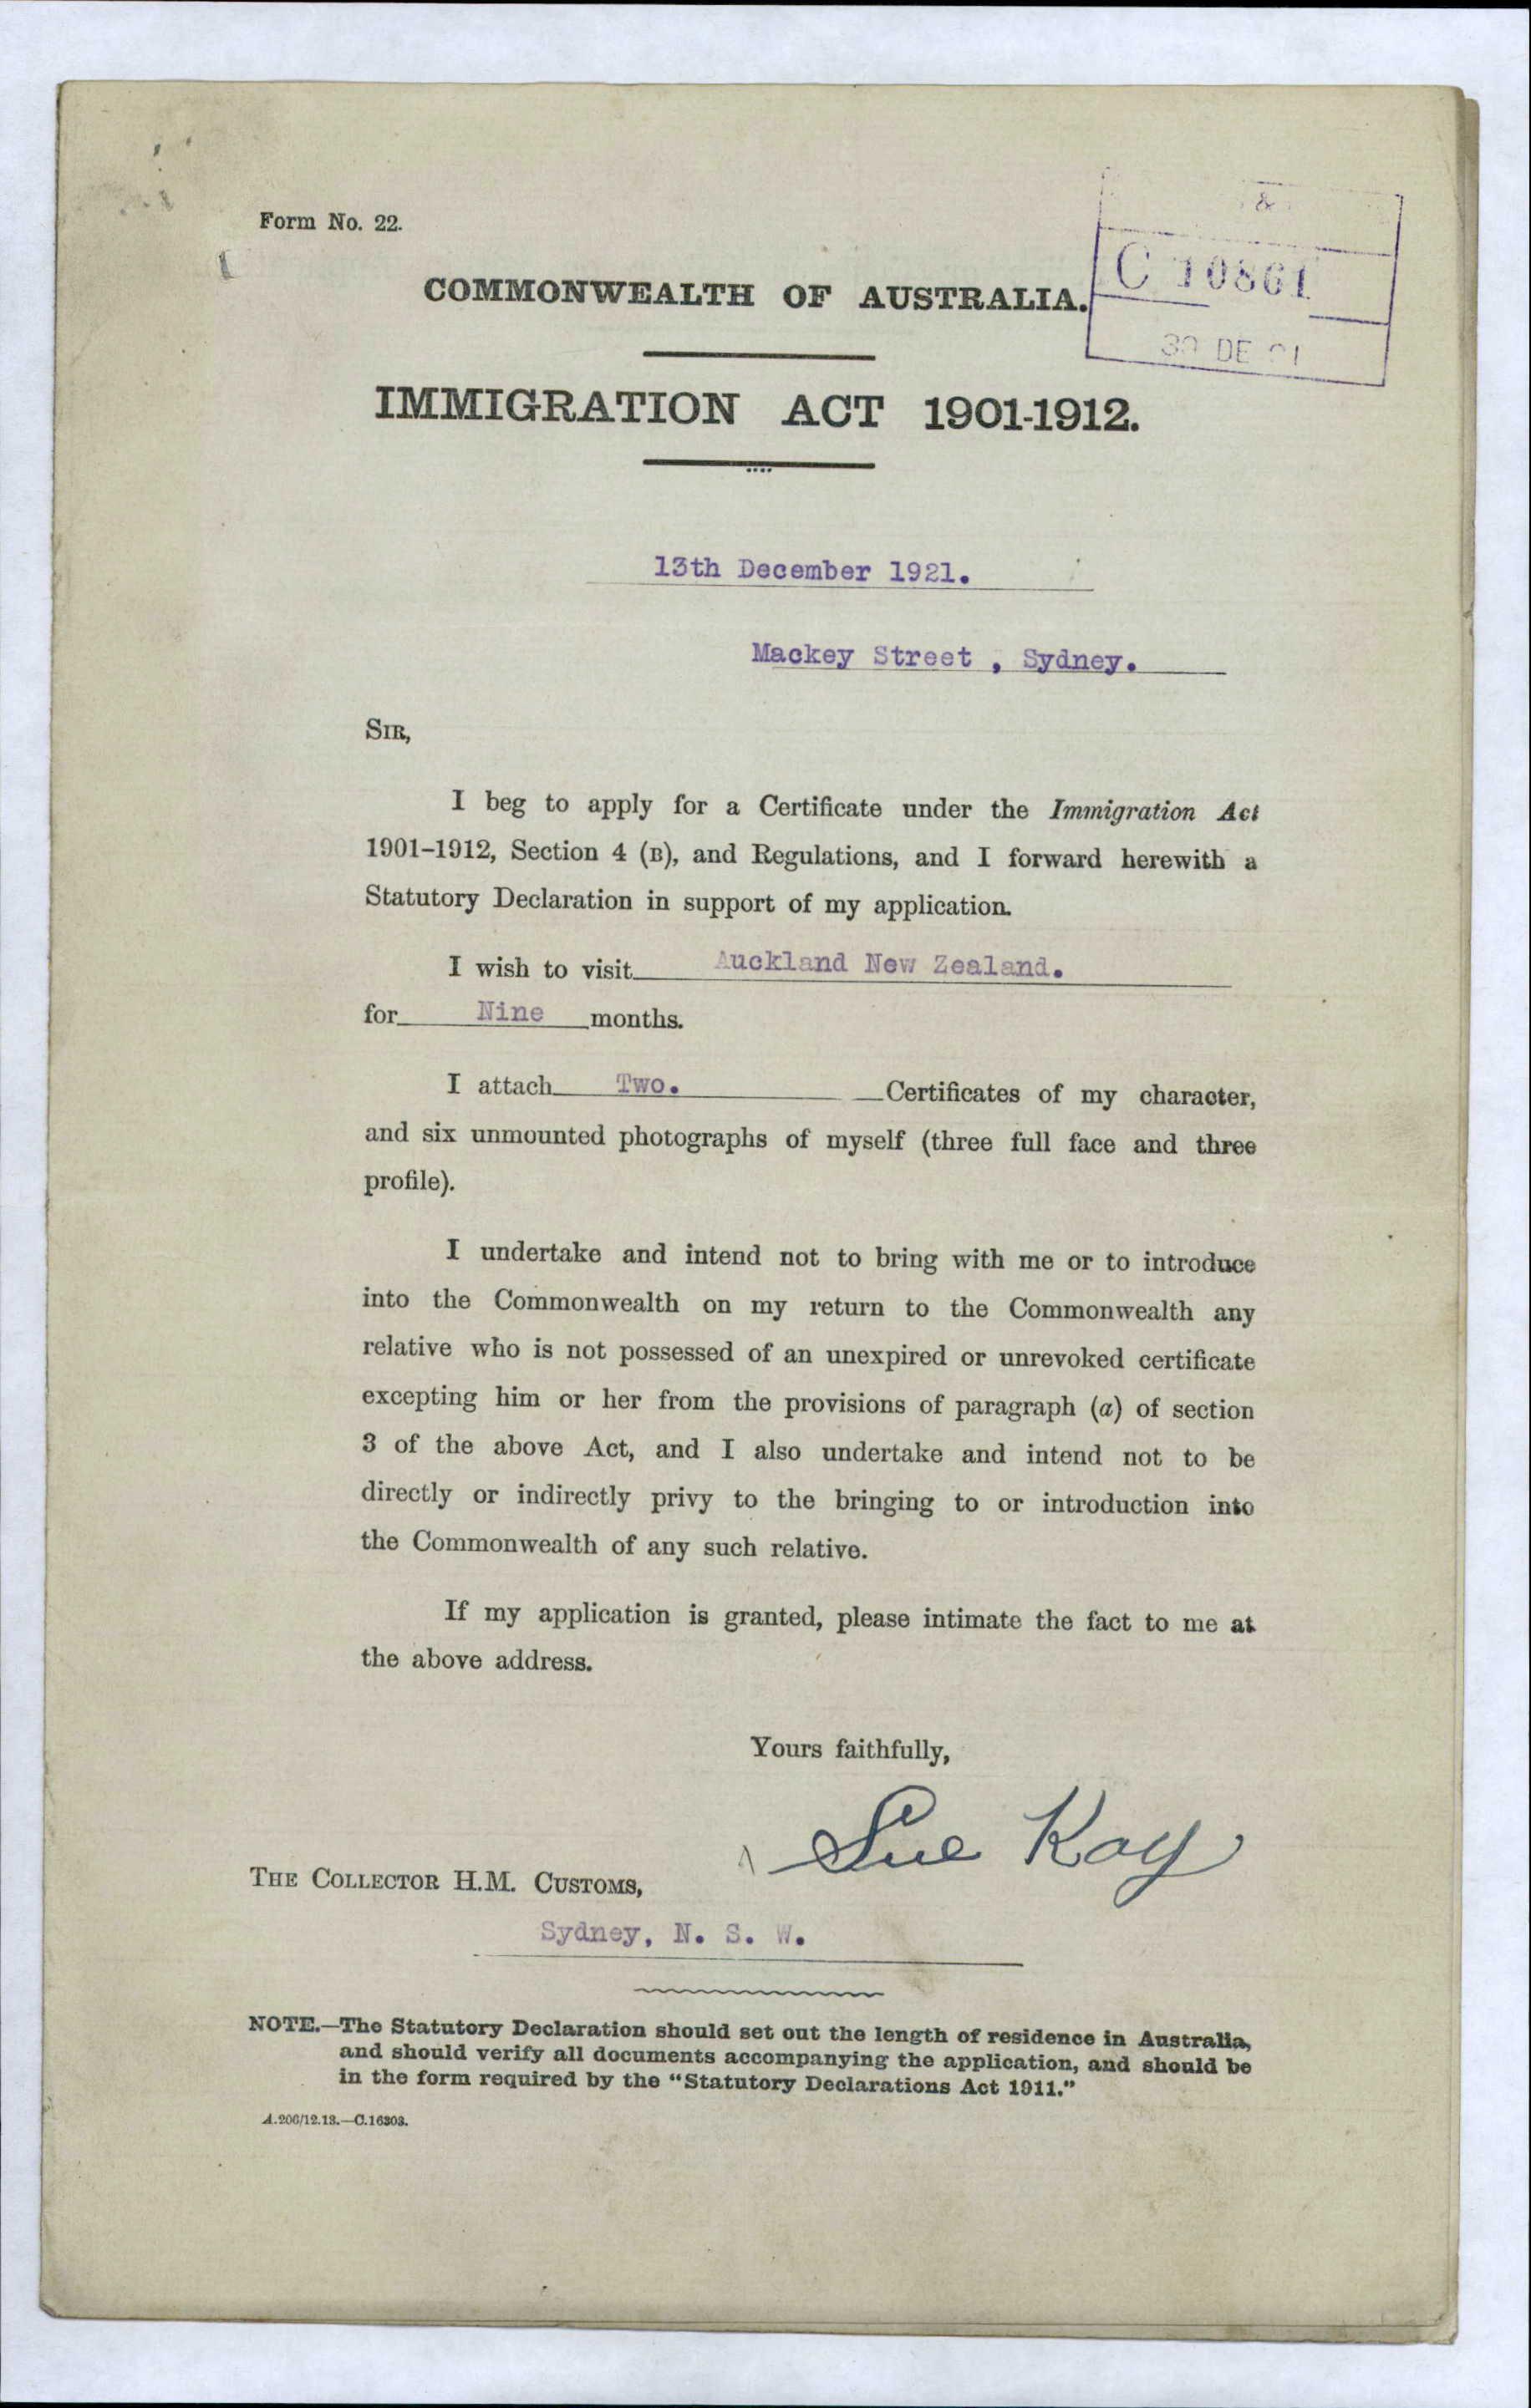 Form No. 22.
&
C 10861
30 DE 21
COMMONWEALTH OF AUSTRALIA.
IMMIGRATION ACT 1901-1912.
13th December 1921.
Mackey Street , Sydney.
SIR,
I beg to apply for a Certificate under the Immigration Act
1901-1912, Section 4 (B), and Regulations, and I forward herewith a
Statutory Declaration in support of my application.
I wish to visit Auckland New Zealand.
for Nine months.
I attach Two. Certificates of my character,
and six unmounted photographs of myself (three full face and three
profile).
I undertake and intend not to bring with me or to introduce
into the Commonwealth on my return to the Commonwealth any
relative who is not possessed of an unexpired or unrevoked certificate
excepting him or her from the provisions of paragraph (a) of section
3 of the above Act, and I also undertake and intend not to be
directly or indirectly privy to the bringing to or introduction into
the Commonwealth of any such relative.
If my application is granted, please intimate the fact to me at
the above address.
Yours faithfully,
Sue Koy
THE COLLECTOR H.M. CUSTOMS,
Sydney, N. S. W.
NOTE.—The Statutory Declaration should set out the length of residence in Australia,
and should verify all documents accompanying the application, and should be
in the form required by the "Statutory Declarations Act 1911."
A.206/12.13.—C.16303.